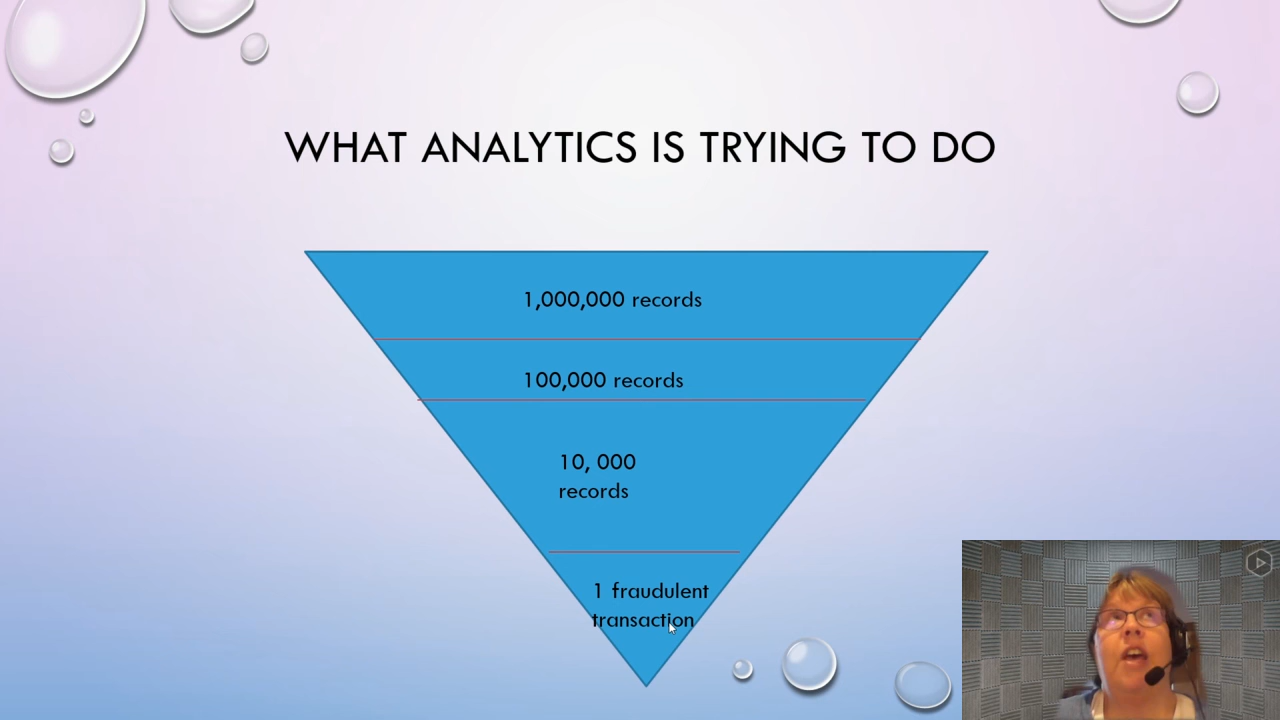 WHAT ANALYTICS IS TRYING TO DO
1,000,000 records
100,000 records
10, 000
records
1 fraudulent
transaction